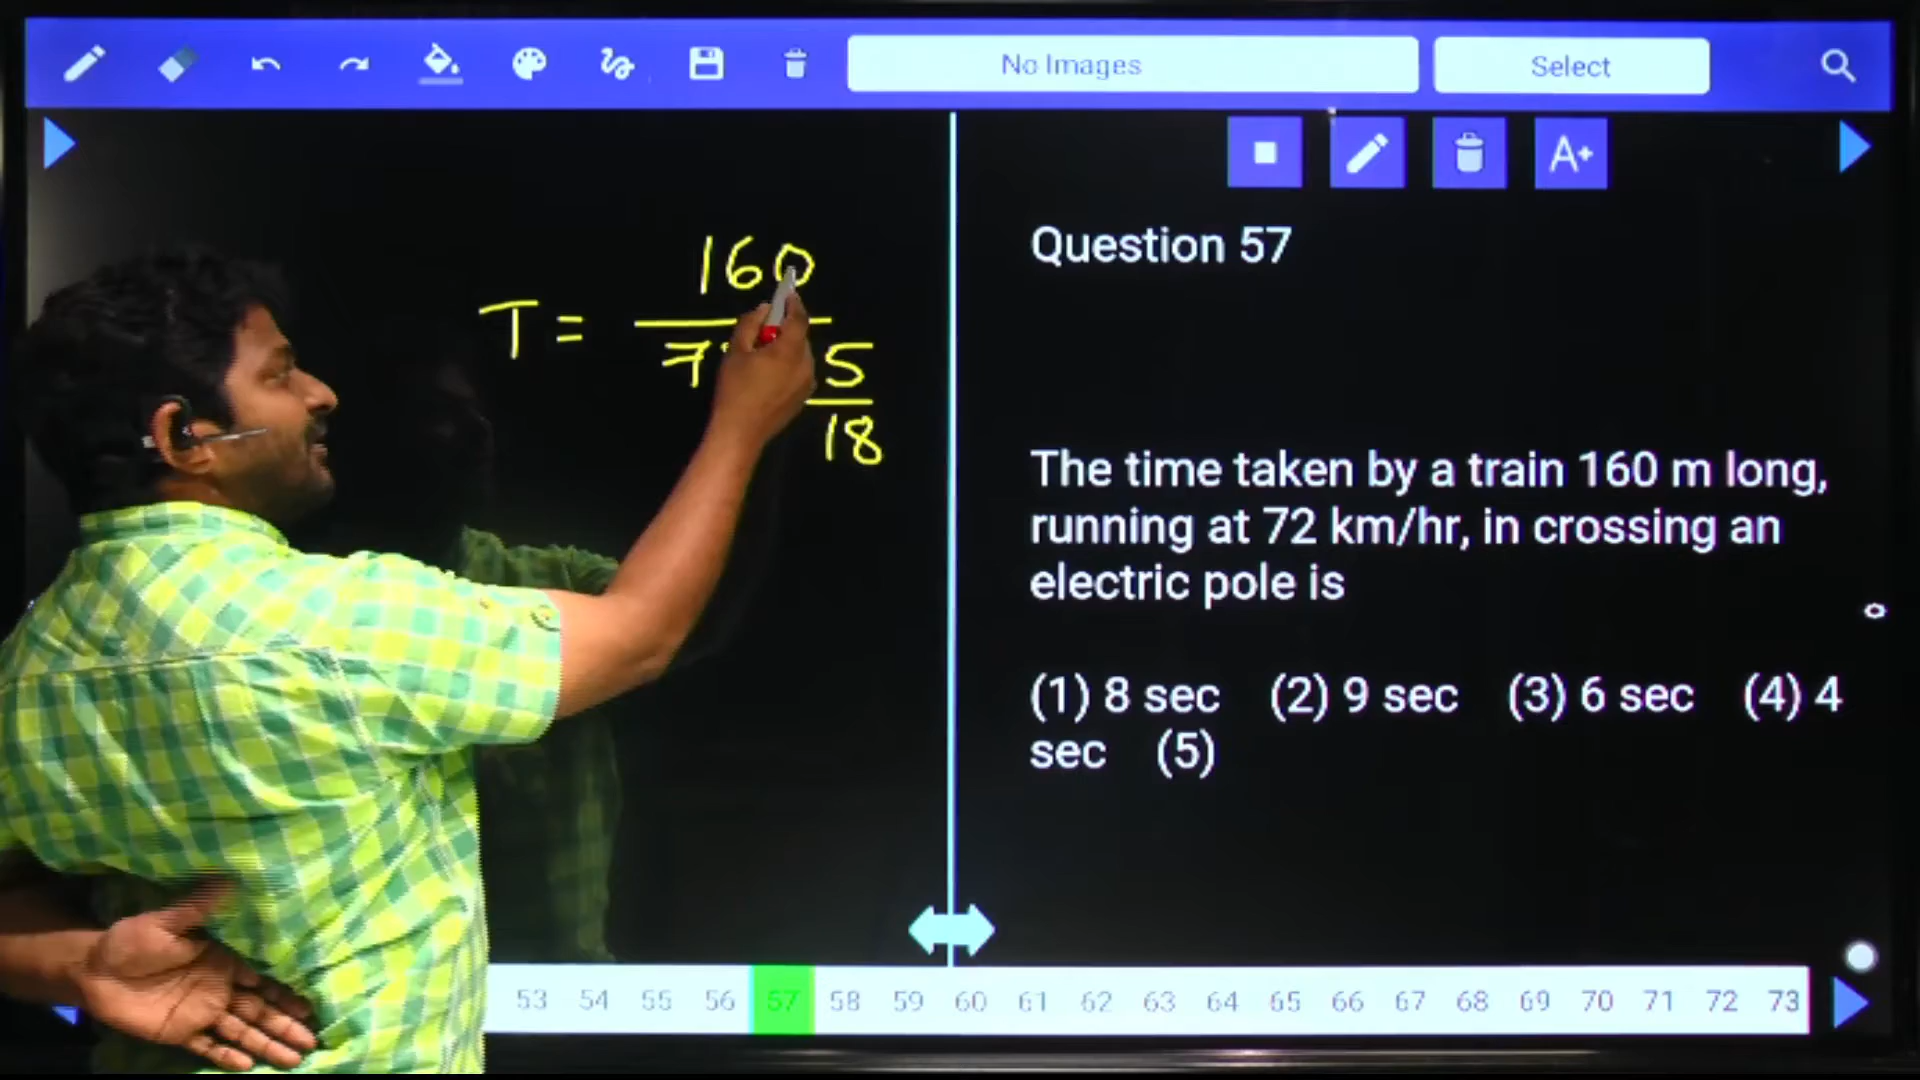 No Images
Select
A+
Question 57
160
T =
5
18
The time taken by a train 160 m long,
running at 72 km/hr, in crossing an
electric pole is
(1) 8 sec (2) 9 sec (3) 6 sec (4) 4
sec (5)
53 54 55 56 57 58 59 60 61 62 63 64 65 66 67 68 69 70 71 72 73